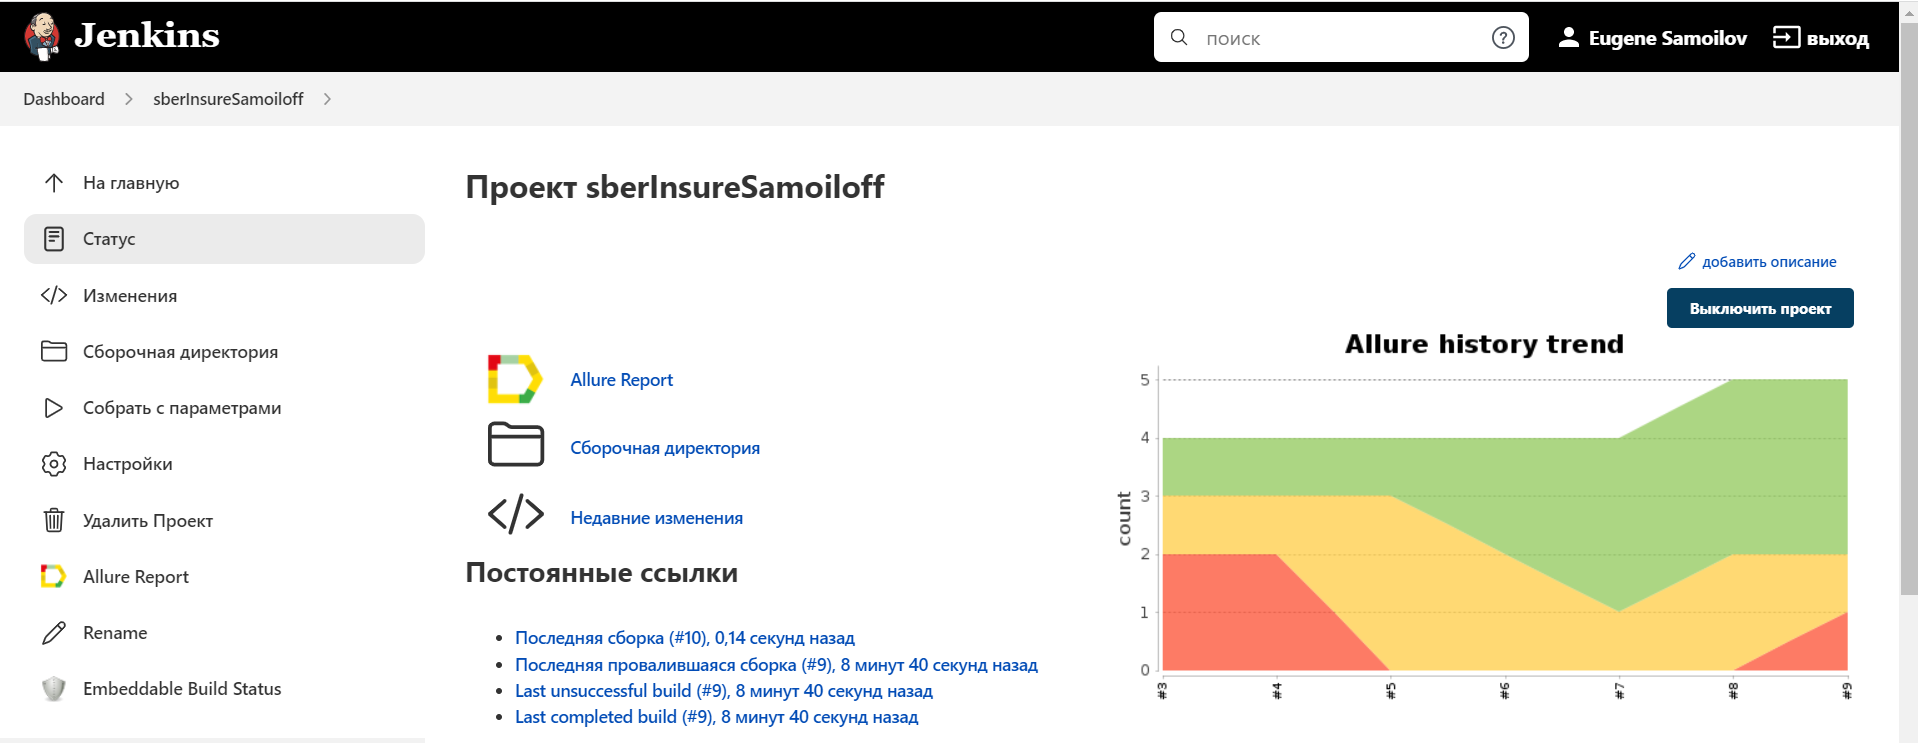 Jenkins
поиск
Eugene Samoilov
выход
Dashboard
sberInsureSamoiloff
На главную
Статус
Изменения
Сборочная директория
Собрать с параметрами
Настройки
Удалить Проект
Allure Report
Rename
Embeddable Build Status
Проект sberInsureSamoiloff
добавить описание
Выключить проект
Allure Report
Сборочная директория
Недавние изменения
Постоянные ссылки
Последняя сборка (#10), 0,14 секунд назад
Последняя провалившаяся сборка (#9), 8 минут 40 секунд назад
Last unsuccessful build (#9), 8 минут 40 секунд назад
Last completed build (#9), 8 минут 40 секунд назад
Allure history trend
count
5
4
3
2
1
0
#3
#4
#5
#6
#7
#8
#9